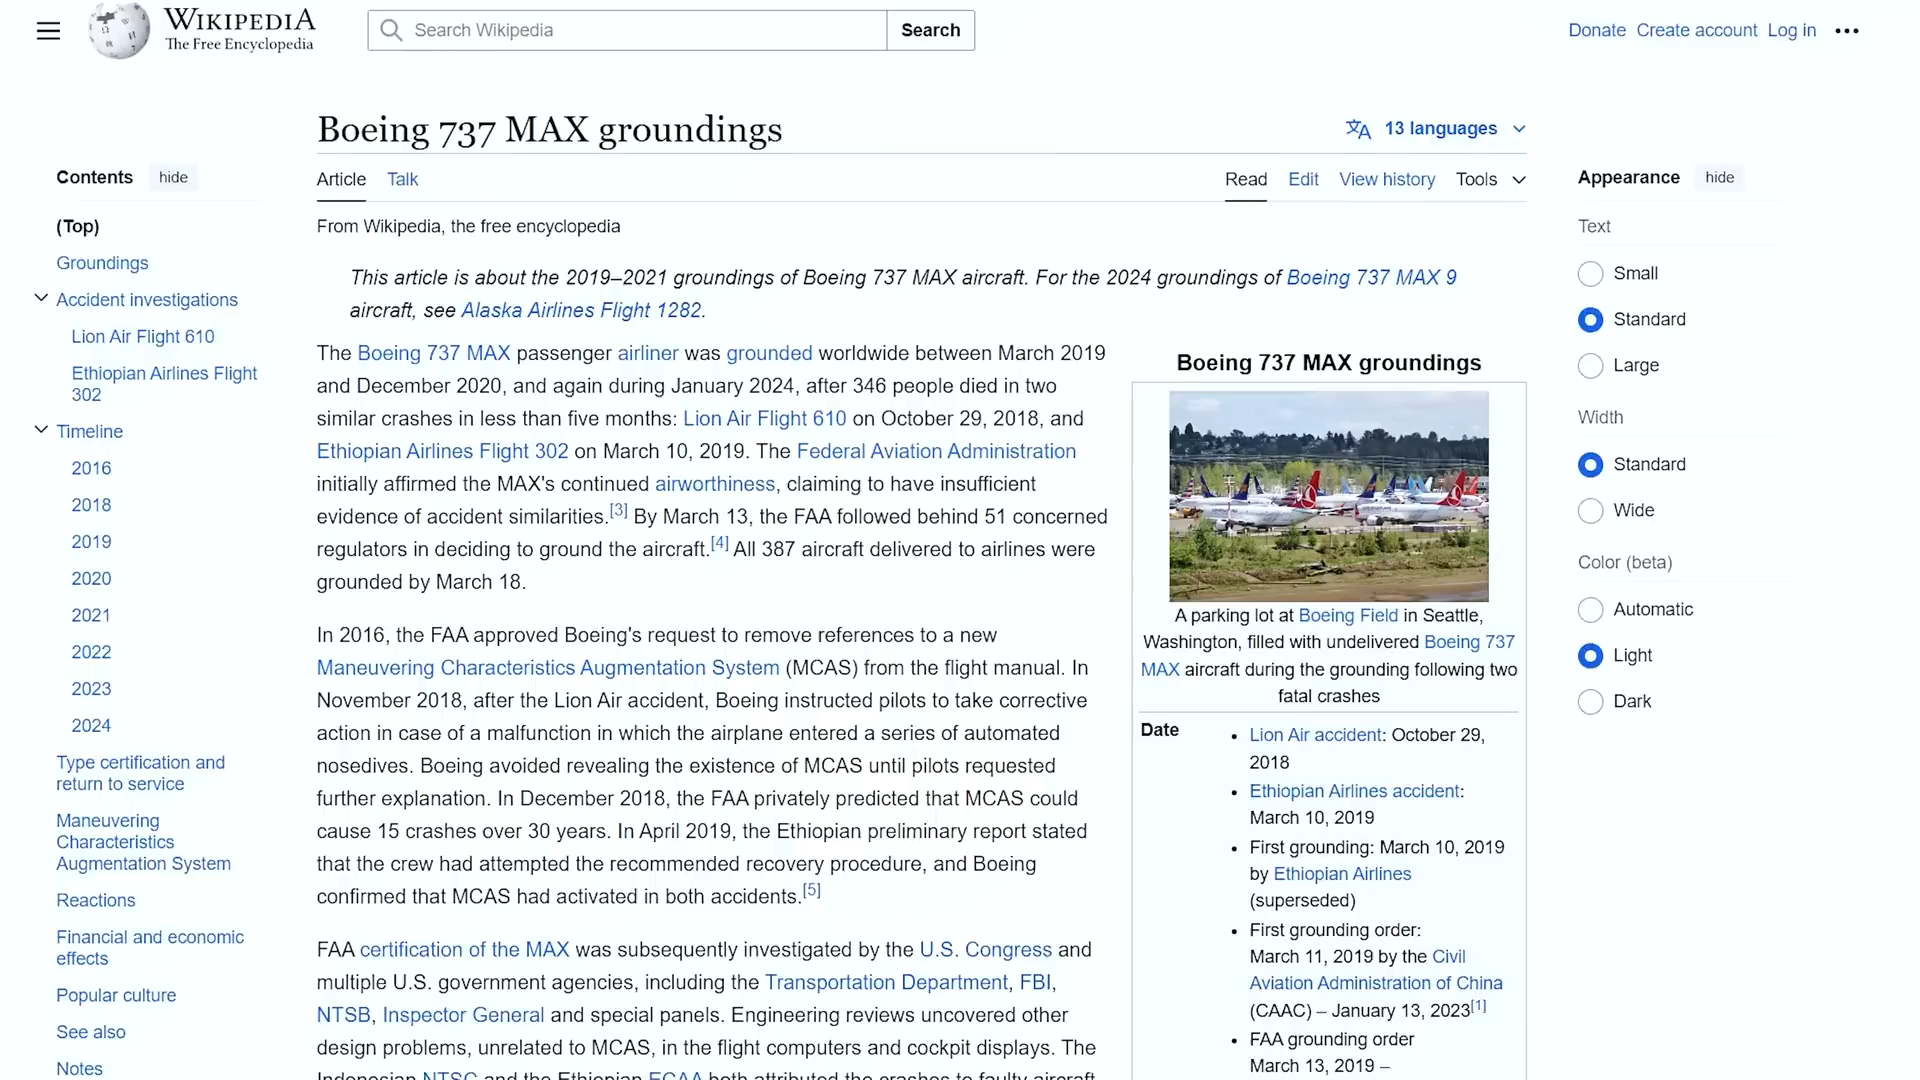 WIKIPEDIA
The Free Encyclopedia
Search Wikipedia
Search
Donate
Create account
Log in
Contents
hide
(Top)
Groundings
Accident investigations
Lion Air Flight 610
Ethiopian Airlines Flight
302
Timeline
2016
2018
2019
2020
2021
2022
2023
2024
Type certification and
return to service
Maneuvering
Characteristics
Augmentation System
Reactions
Financial and economic
effects
Popular culture
See also
Notes
Boeing 737 MAX groundings
13 languages
Article
Talk
Read
Edit
View history
Tools
From Wikipedia, the free encyclopedia
This article is about the 2019–2021 groundings of Boeing 737 MAX aircraft. For the 2024 groundings of Boeing 737 MAX 9
aircraft, see Alaska Airlines Flight 1282.
The Boeing 737 MAX passenger airliner was grounded worldwide between March 2019
and December 2020, and again during January 2024, after 346 people died in two
similar crashes in less than five months: Lion Air Flight 610 on October 29, 2018, and
Ethiopian Airlines Flight 302 on March 10, 2019. The Federal Aviation Administration
initially affirmed the MAX's continued airworthiness, claiming to have insufficient
evidence of accident similarities.[3] By March 13, the FAA followed behind 51 concerned
regulators in deciding to ground the aircraft.[4] All 387 aircraft delivered to airlines were
grounded by March 18.
In 2016, the FAA approved Boeing's request to remove references to a new
Maneuvering Characteristics Augmentation System (MCAS) from the flight manual. In
November 2018, after the Lion Air accident, Boeing instructed pilots to take corrective
action in case of a malfunction in which the airplane entered a series of automated
nosedives. Boeing avoided revealing the existence of MCAS until pilots requested
further explanation. In December 2018, the FAA privately predicted that MCAS could
cause 15 crashes over 30 years. In April 2019, the Ethiopian preliminary report stated
that the crew had attempted the recommended recovery procedure, and Boeing
confirmed that MCAS had activated in both accidents.[5]
FAA certification of the MAX was subsequently investigated by the U.S. Congress and
multiple U.S. government agencies, including the Transportation Department, FBI,
NTSB, Inspector General and special panels. Engineering reviews uncovered other
design problems, unrelated to MCAS, in the flight computers and cockpit displays. The
Indonesian NTSC and the Ethiopian ECAA both attributed the crashes to faulty aircraft
Boeing 737 MAX groundings
A parking lot at Boeing Field in Seattle,
Washington, filled with undelivered Boeing 737
MAX aircraft during the grounding following two
fatal crashes
Date
• Lion Air accident: October 29,
2018
• Ethiopian Airlines accident:
March 10, 2019
• First grounding: March 10, 2019
by Ethiopian Airlines
(superseded)
• First grounding order:
March 11, 2019 by the Civil
Aviation Administration of China
(CAAC) – January 13, 2023[1]
• FAA grounding order
March 13, 2019 –
Appearance
hide
Text
Small
Standard
Large
Width
Standard
Wide
Color (beta)
Automatic
Light
Dark